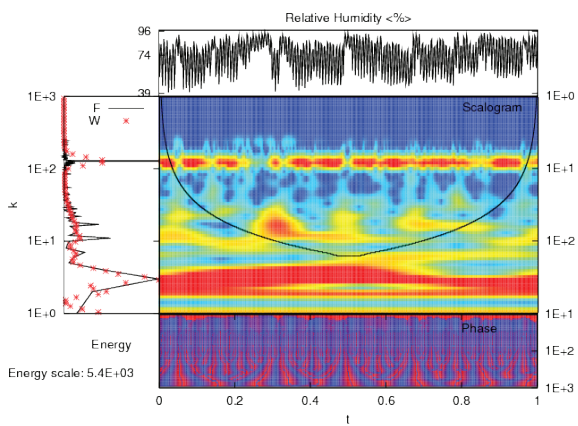 Relative Humidity <%>
96
74
39
1E+3
1E+0
F
W
Scalogram
1E+2
1E+1
k
1E+1
1E+2
1E+0
1E+1
Phase
Energy
1E+2
Energy scale: 5.4E+03
1E+3
0 0.2 0.4 0.6 0.8 1
t